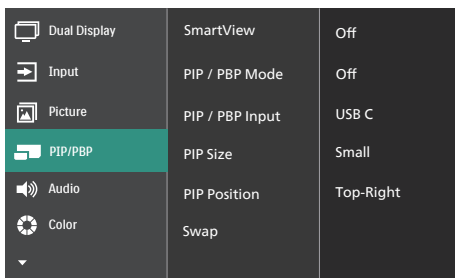 Dual Display
Input
Picture
PIP/PBP
Audio
Color
SmartView Off
PIP / PBP Mode Off
PIP / PBP Input USB C
PIP Size Small
PIP Position Top-Right
Swap